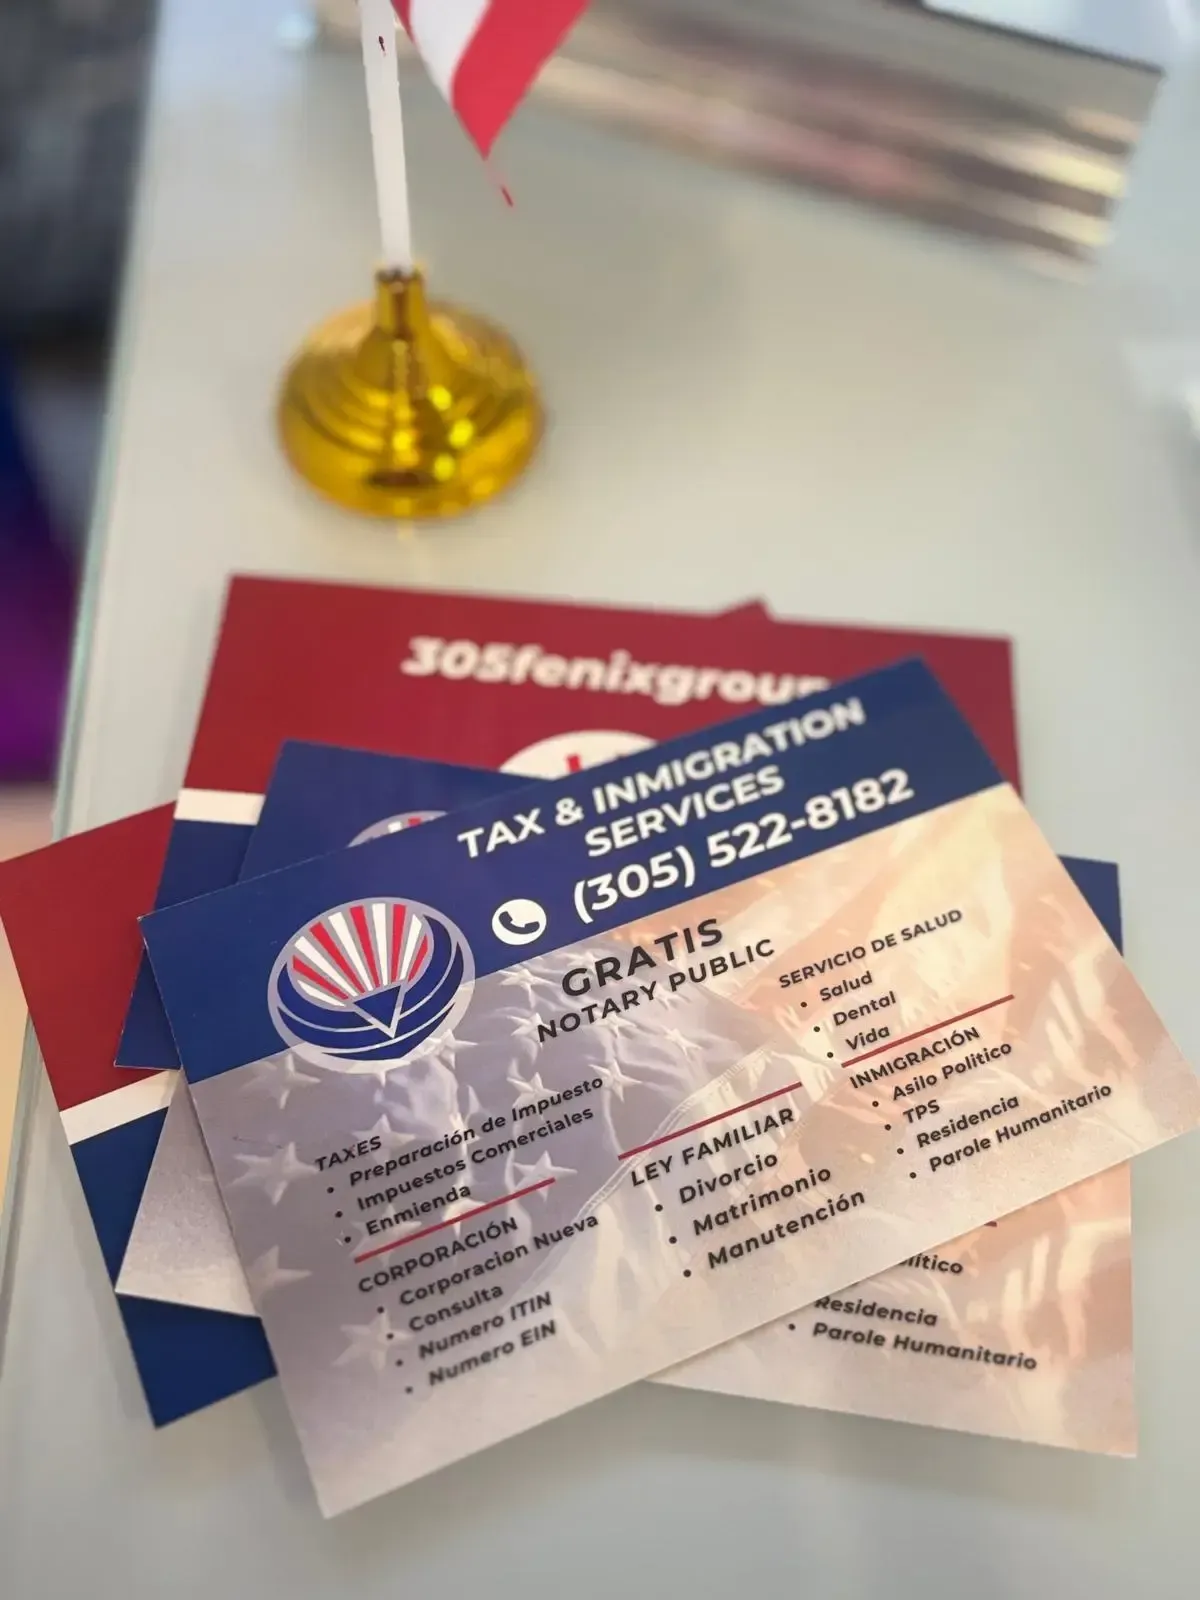 305fenixgroup
TAX & INMIGRATION
SERVICES
(305) 522-8182
GRATIS
NOTARY PUBLIC
TAXES
• Preparación de Impuesto
• Impuestos Comerciales
• Enmienda
CORPORACIÓN
• Corporacion Nueva
• Consulta
• Numero ITIN
• Numero EIN
LEY FAMILIAR
• Divorcio
• Matrimonio
• Manutención
SERVICIO DE SALUD
• Salud
• Dental
• Vida
INMIGRACIÓN
• Asilo Politico
• TPS
• Residencia
• Parole Humanitario
lítico
Residencia
• Parole Humanitario